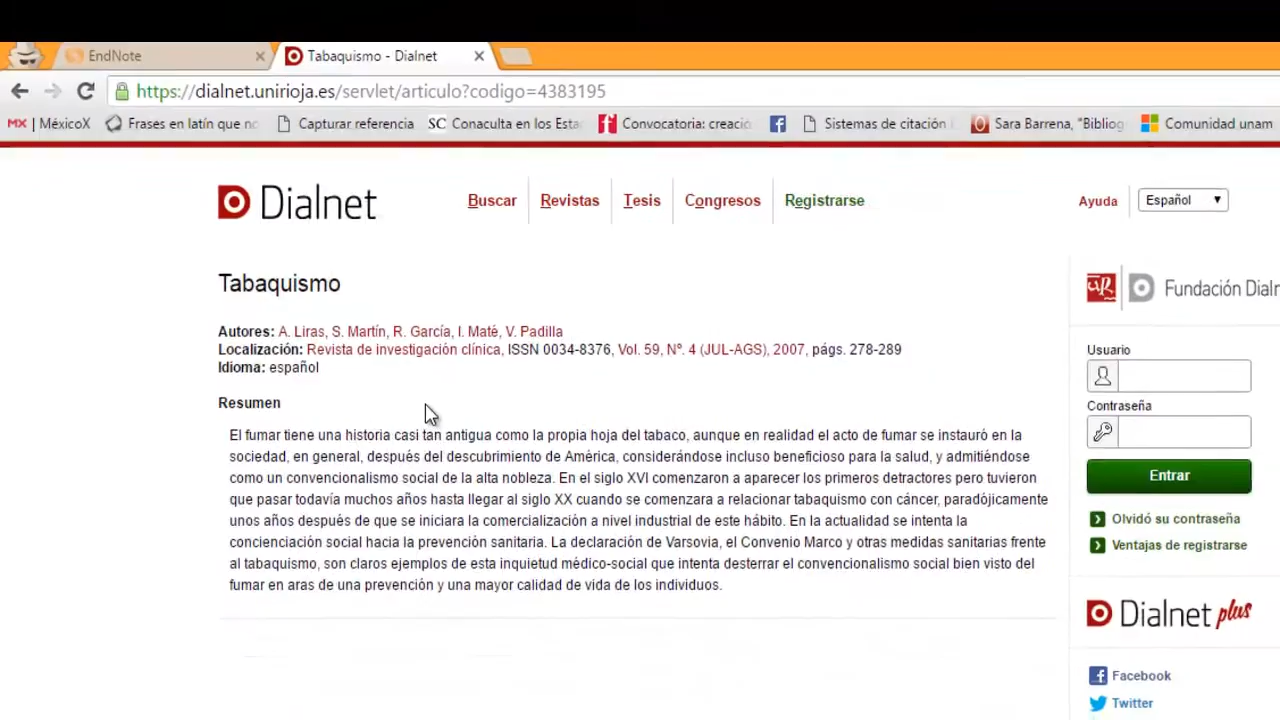 EndNote
Tabaquismo - Dialnet
https://dialnet.unirioja.es/servlet/articulo?codigo=4383195
MX | MéxicoX
Frases en latín que no
Capturar referencia
SC Conaculta en los Esta
Convocatoria: creació
Sistemas de citación
Sara Barrena, "Bibliog
Comunidad unam
Dialnet
Buscar
Revistas
Tesis
Congresos
Registrarse
Ayuda
Español
Tabaquismo
Autores: A. Liras, S. Martín, R. García, I. Maté, V. Padilla
Localización: Revista de investigación clínica, ISSN 0034-8376, Vol. 59, Nº. 4 (JUL-AGS), 2007, págs. 278-289
Idioma: español
Resumen
El fumar tiene una historia casi tan antigua como la propia hoja del tabaco, aunque en realidad el acto de fumar se instauró en la
sociedad, en general, después del descubrimiento de América, considerándose incluso beneficioso para la salud, y admitiéndose
como un convencionalismo social de la alta nobleza. En el siglo XVI comenzaron a aparecer los primeros detractores pero tuvieron
que pasar todavía muchos años hasta llegar al siglo XX cuando se comenzara a relacionar tabaquismo con cáncer, paradójicamente
unos años después de que se iniciara la comercialización a nivel industrial de este hábito. En la actualidad se intenta la
concienciación social hacia la prevención sanitaria. La declaración de Varsovia, el Convenio Marco y otras medidas sanitarias frente
al tabaquismo, son claros ejemplos de esta inquietud médico-social que intenta desterrar el convencionalismo social bien visto del
fumar en aras de una prevención y una mayor calidad de vida de los individuos.
Fundación Dialn
Usuario
Contraseña
Entrar
Olvidó su contraseña
Ventajas de registrarse
Dialnet plus
Facebook
Twitter